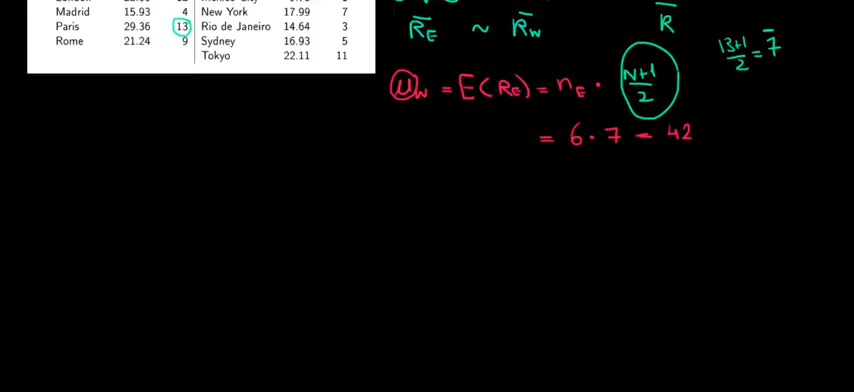 Madrid 15.93 4 New York 17.99 7
Paris 29.36 13 Rio de Janeiro 14.64 3
Rome 21.24 9 Sydney 16.93 5
Tokyo 22.11 11
R̄E ~ R̄W R̄
13+1/2 = 7
μW = E(RE) = nE · N+1/2
= 6 · 7 = 42